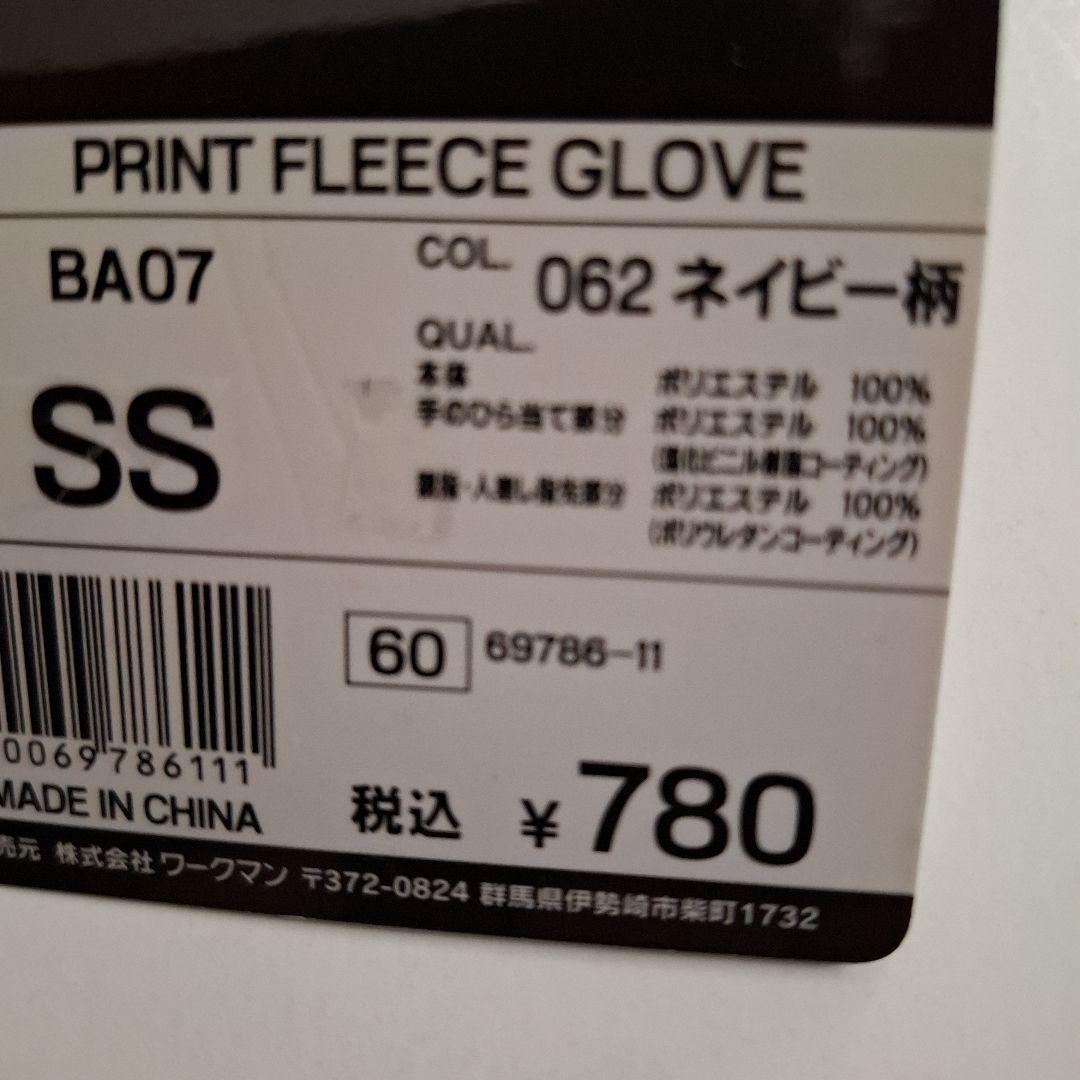 PRINT FLEECE GLOVE
BA07
COL. 062 ネイビー柄
SS
QUAL.
本体 ポリエステル 100%
手のひら当て部分 ポリエステル 100%
(塩化ビニル樹脂コーティング)
親指・人差し指先部分 ポリエステル 100%
(ポリウレタンコーティング)
60 69786-11
0069786111
MADE IN CHINA
税込 ¥780
売元 株式会社ワークマン 〒372-0824 群馬県伊勢崎市柴町1732